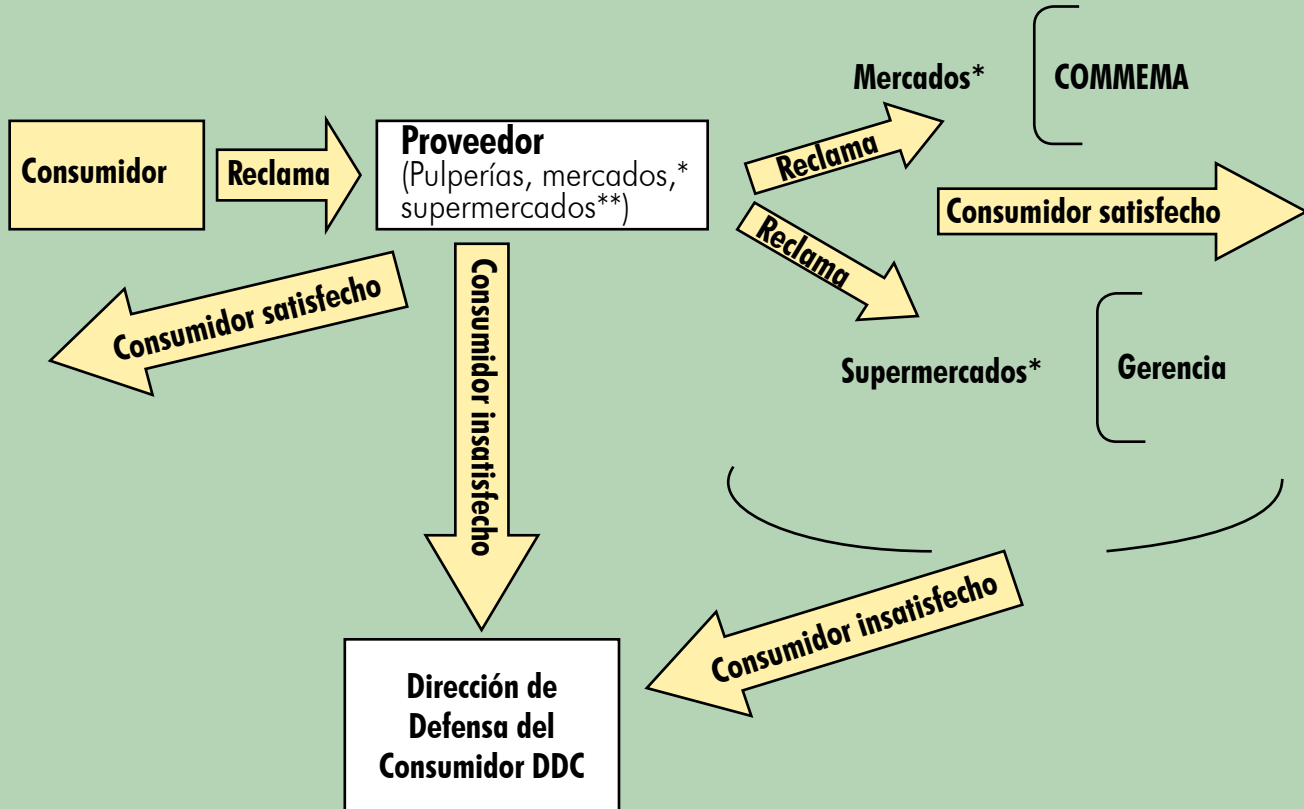 Mercados*
COMMEMA
Consumidor
Reclama
Proveedor
(Pulperías, mercados,*
supermercados**)
Reclama
Reclama
Consumidor satisfecho
Consumidor satisfecho
Consumidor insatisfecho
Supermercados*
Gerencia
Consumidor insatisfecho
Dirección de
Defensa del
Consumidor DDC